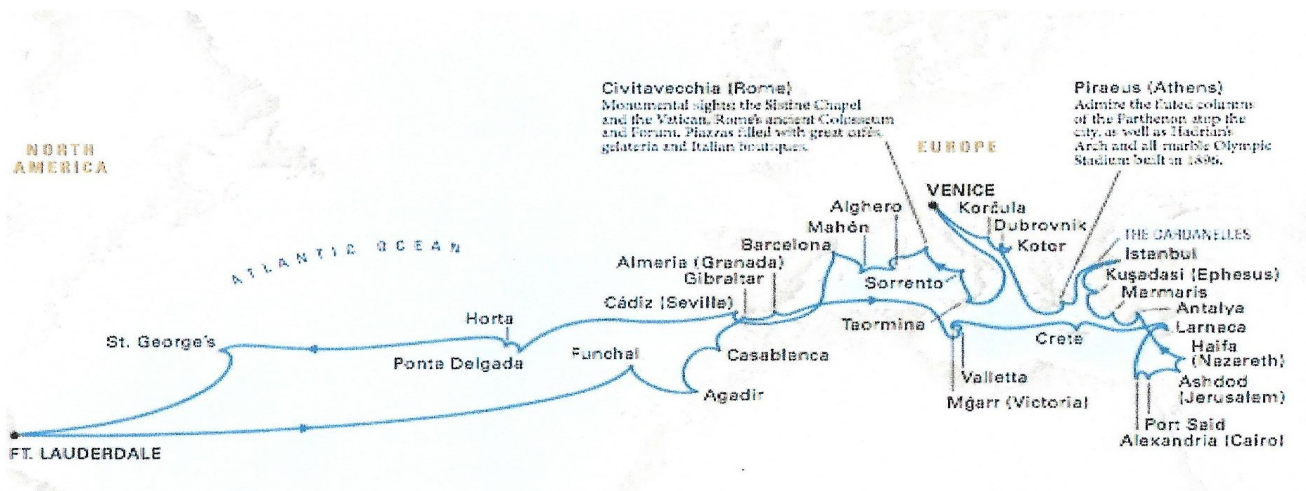 Civitavecchia (Rome)
Monumental sights: the Sistine Chapel
and the Vatican. Rome's ancient Colosseum
and Forum. Piazzas filled with great cafés,
gelateria and Italian boutiques.
Piraeus (Athens)
Admire the fluted columns
of the Parthenon atop the
city, as well as Hadrian's
Arch and all-marble Olympic
Stadium built in 1896.
NORTH
AMERICA
EUROPE
ATLANTIC OCEAN
VENICE
Korčula
Dubrovnik
Kotor
THE DARDANELLES
Istanbul
Kuşadasi (Ephesus)
Marmaris
Antalya
Larnaca
Haifa
(Nazareth)
Ashdod
(Jerusalem)
Port Said
Alexandria (Cairo)
Alghero
Mahón
Barcelona
Almeria (Granada)
Gibraltar
Cádiz (Seville)
Sorrento
Taormina
Crete
Valletta
Mġarr (Victoria)
Casablanca
Agadir
Funchal
Horta
Ponta Delgada
St. George's
FT. LAUDERDALE